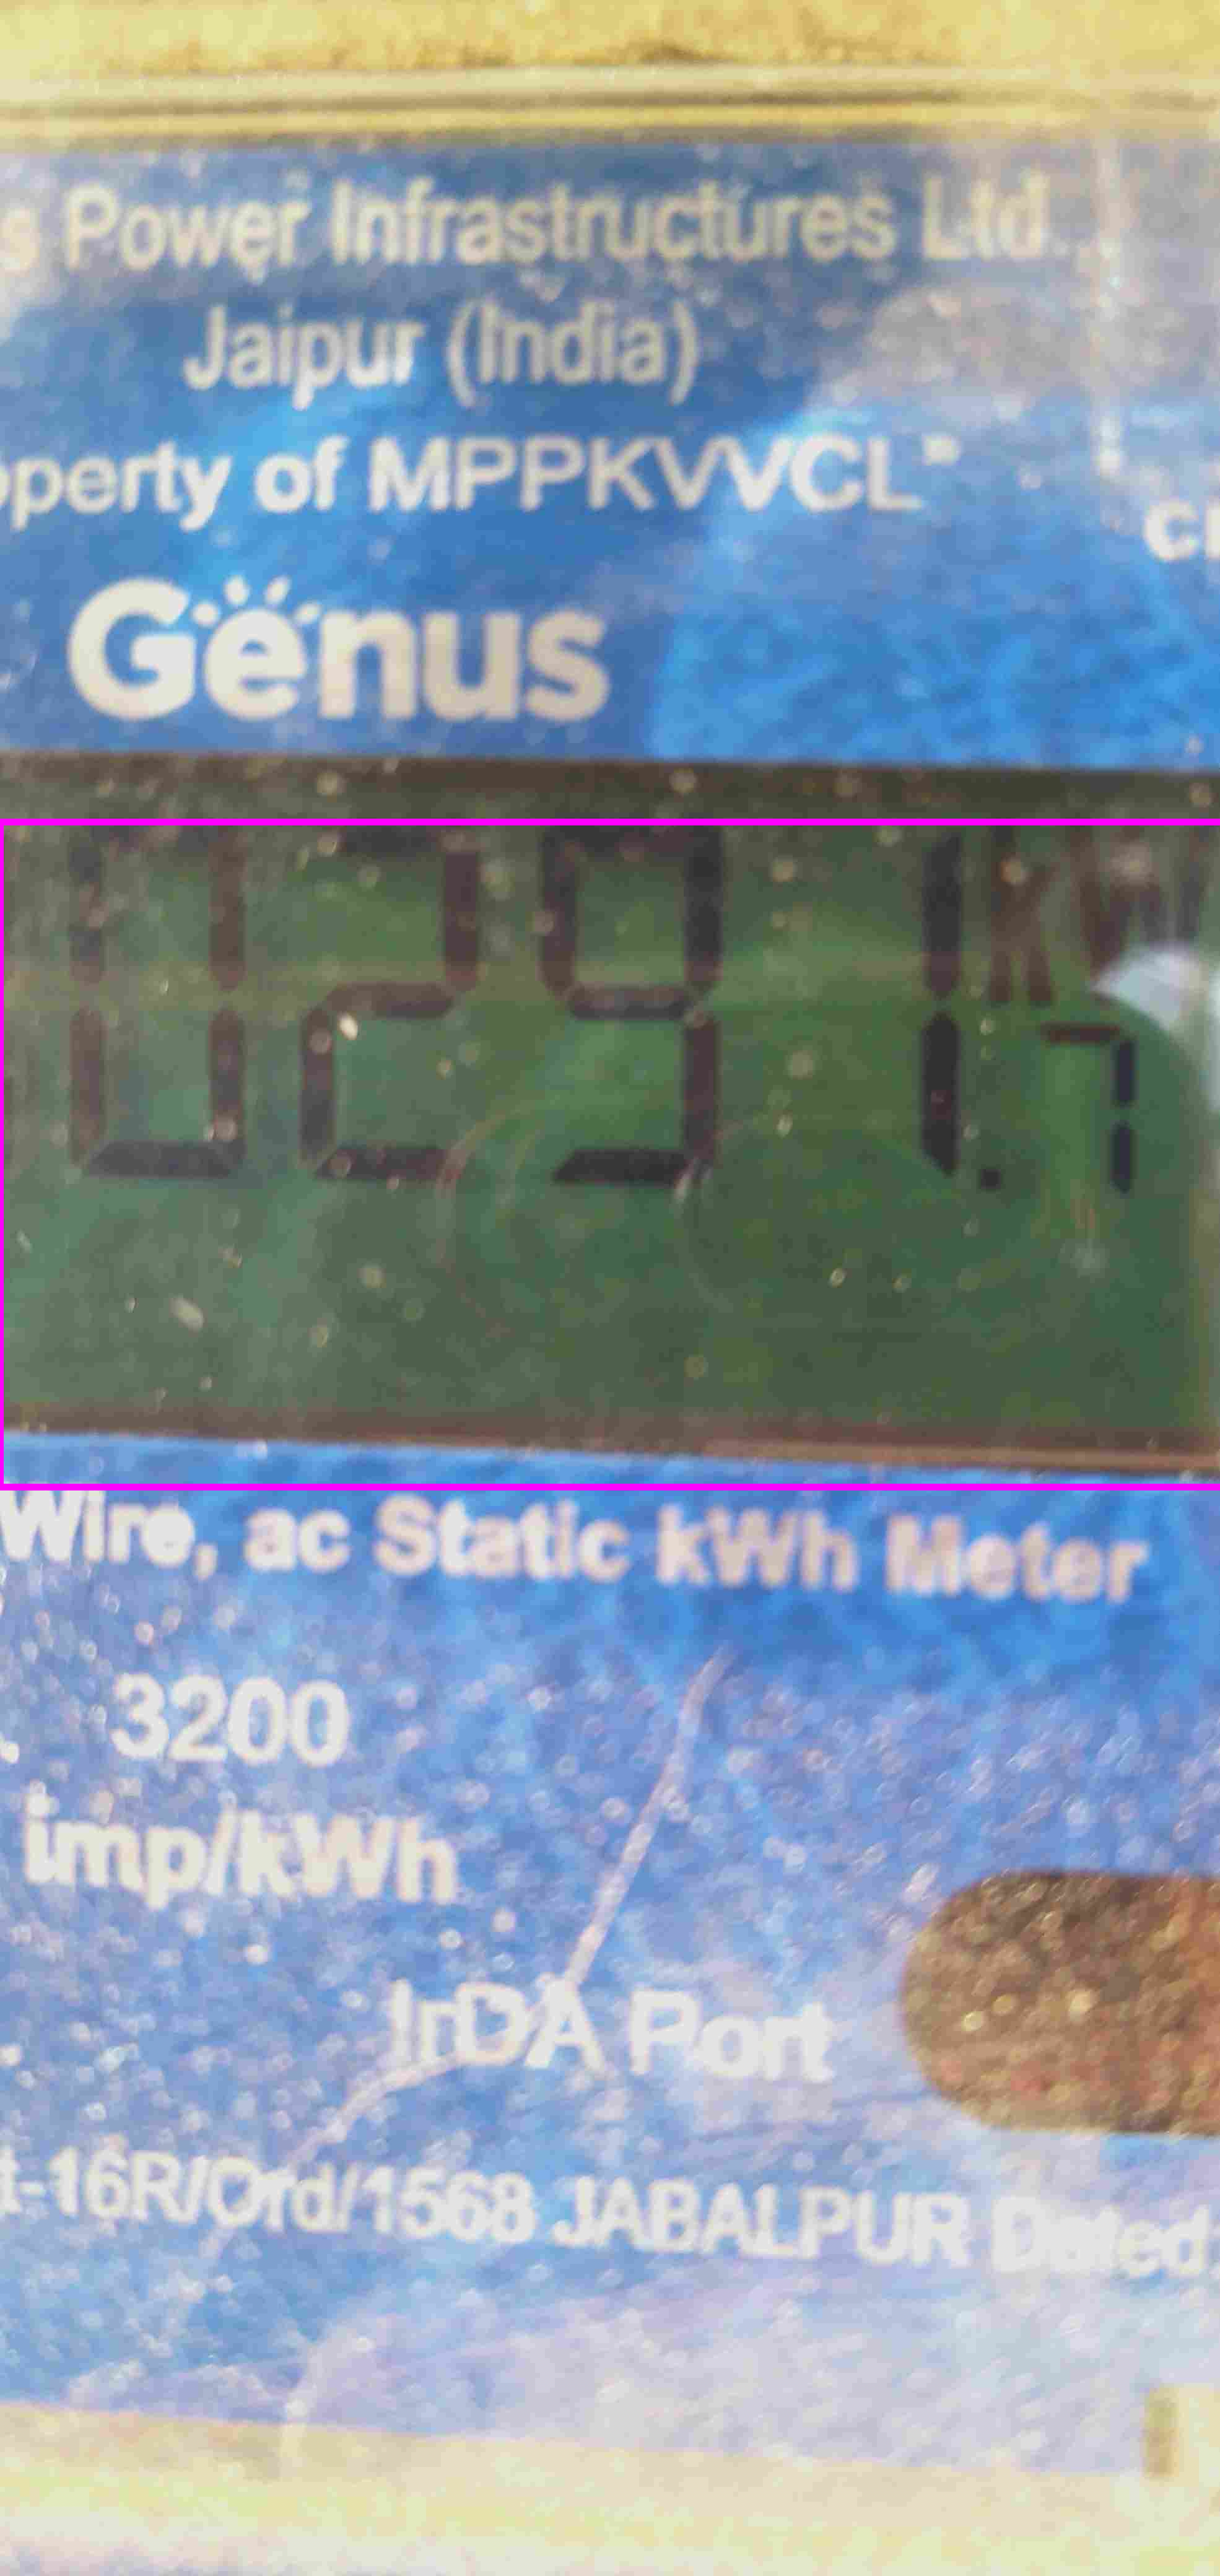 s Power Infrastructures Ltd.
Jaipur (India)
operty of MPPKVVCL"
Genus
0291.7 KW
Wire, ac Static kWh Meter
3200
imp/kWh
IrDA Port
t-16R/Ord/1568 JABALPUR Dated: